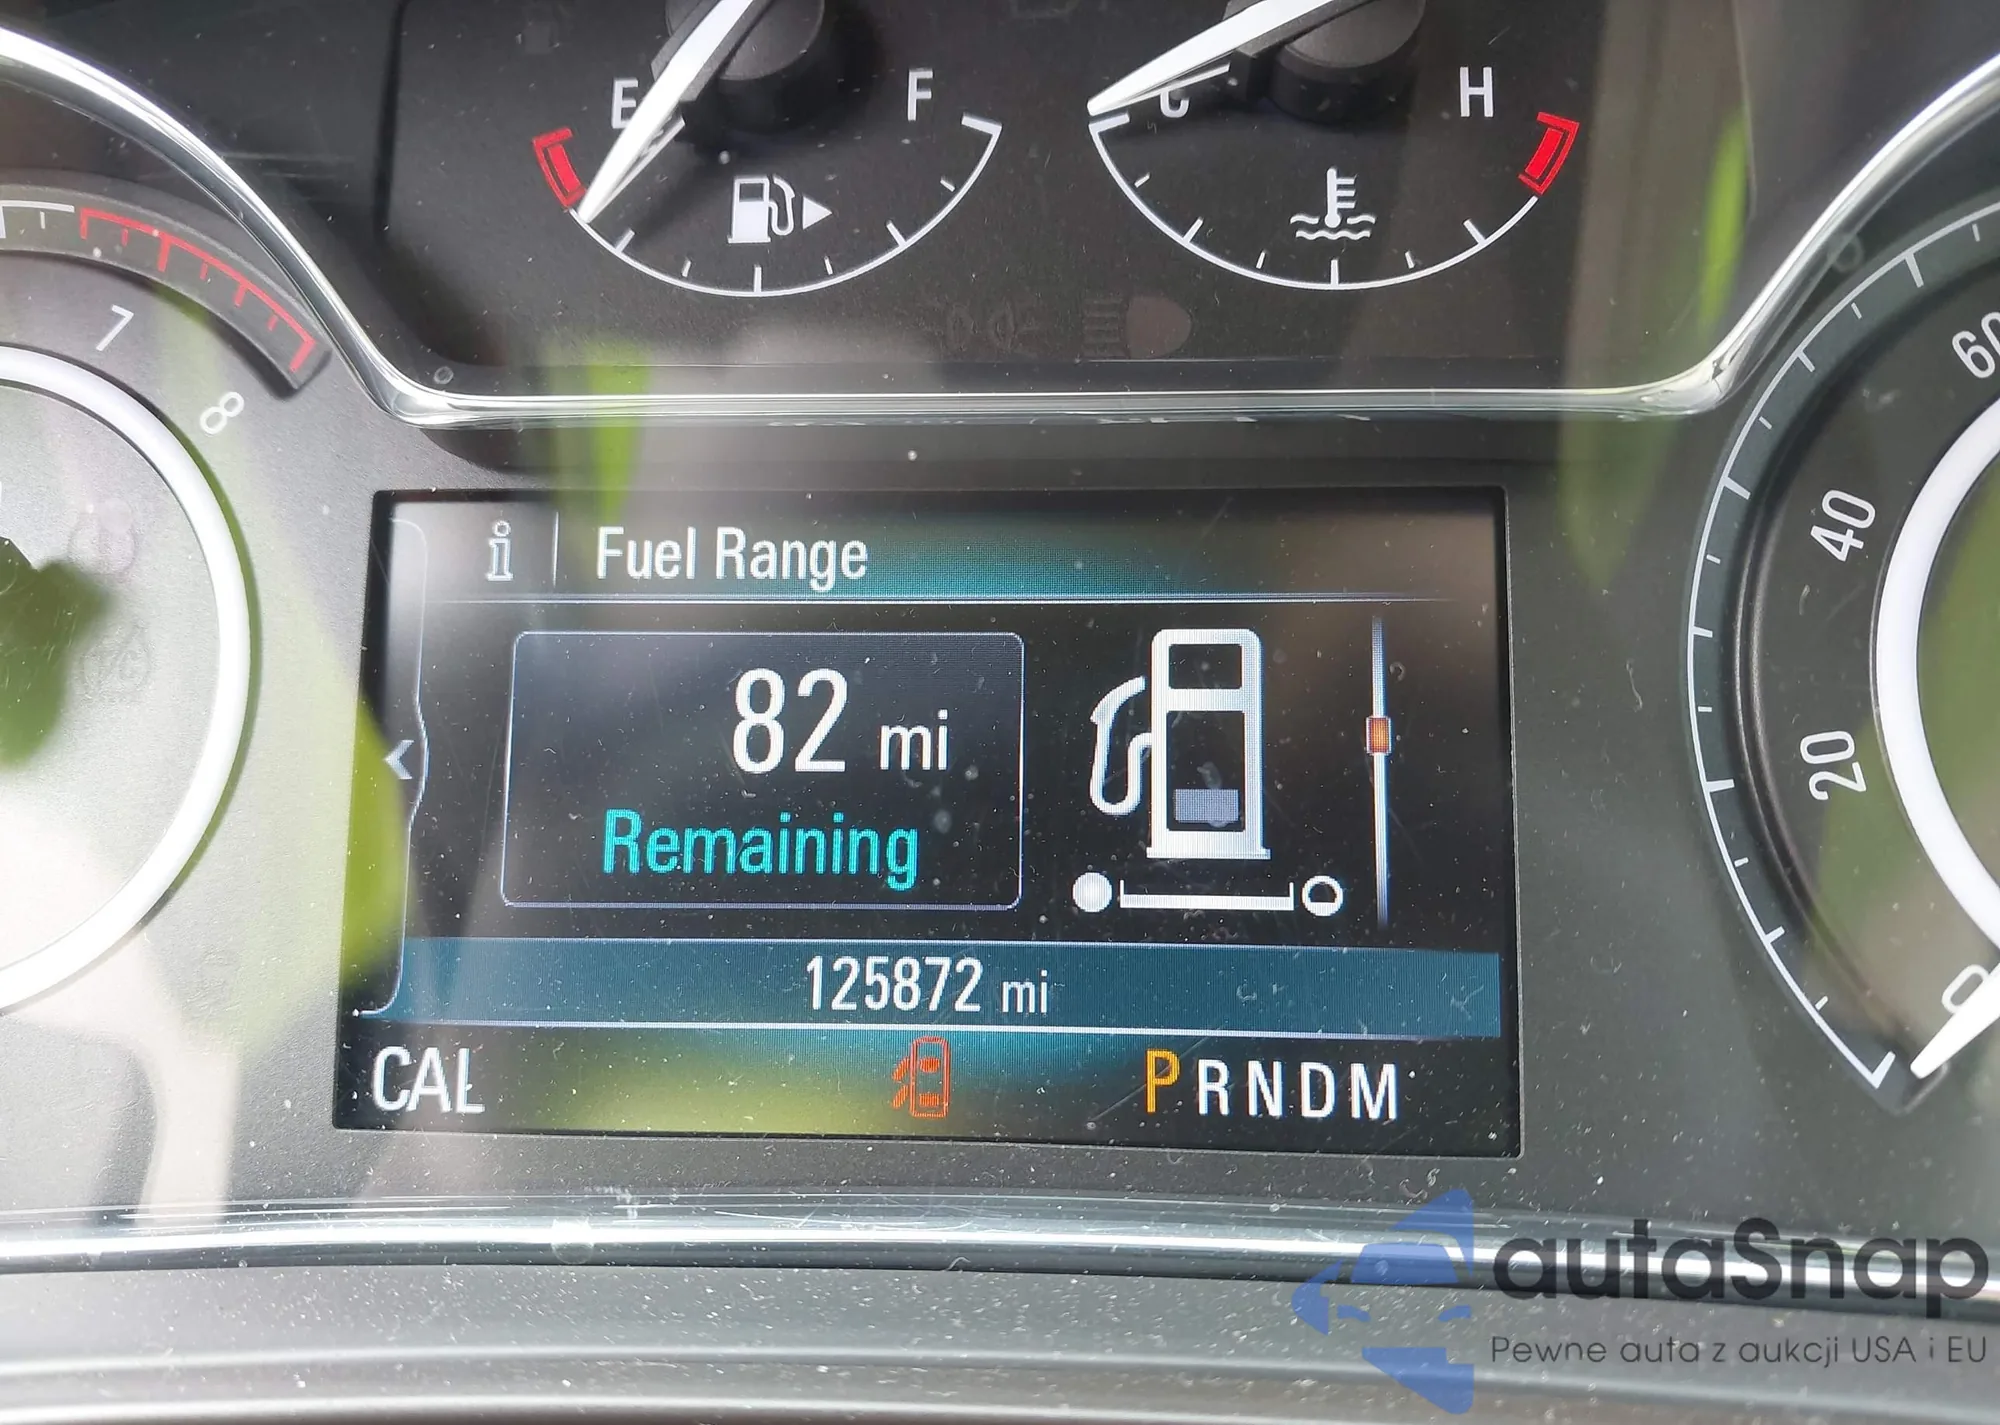 E F
C H
7
8
60
40
20
0
i Fuel Range
82 mi
Remaining
125872 mi
CAL
PRNDM
autaSnap
Pewne auta z aukcji USA i EU